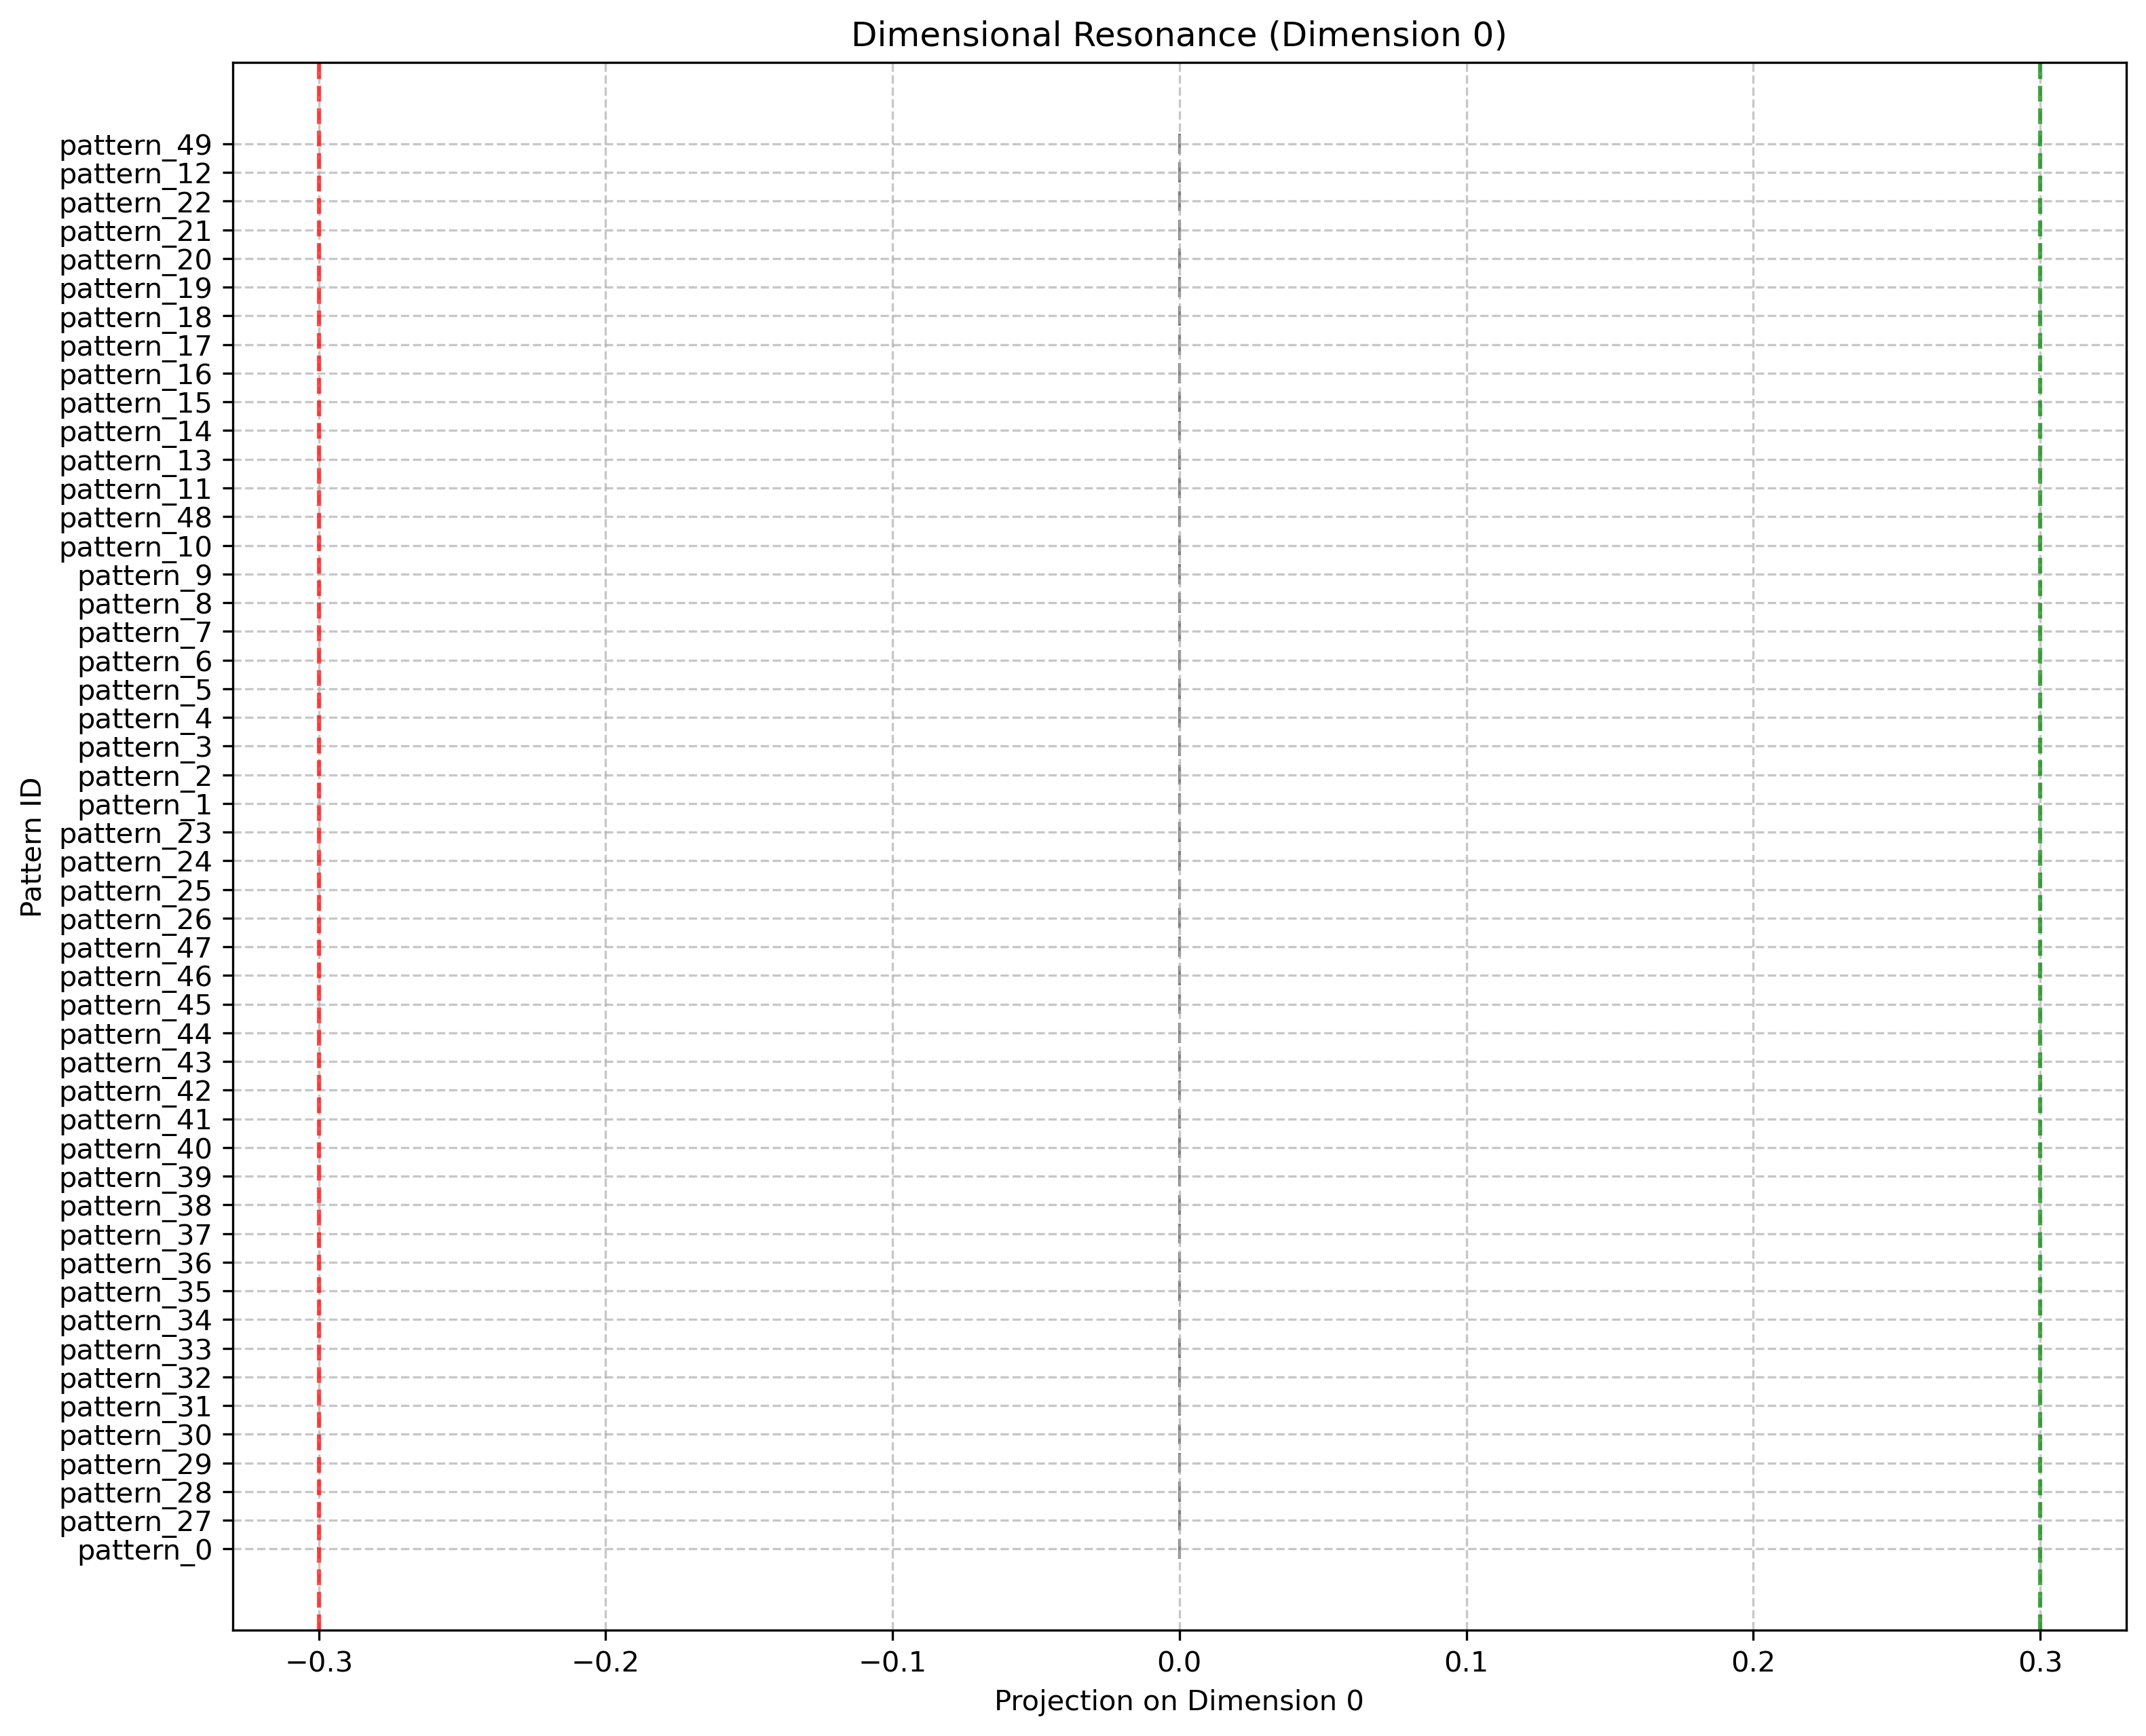 Dimensional Resonance (Dimension 0)
pattern_49
pattern_12
pattern_22
pattern_21
pattern_20
pattern_19
pattern_18
pattern_17
pattern_16
pattern_15
pattern_14
pattern_13
pattern_11
pattern_48
pattern_10
pattern_9
pattern_8
pattern_7
pattern_6
pattern_5
pattern_4
pattern_3
pattern_2
pattern_1
pattern_23
pattern_24
pattern_25
pattern_26
pattern_47
pattern_46
pattern_45
pattern_44
pattern_43
pattern_42
pattern_41
pattern_40
pattern_39
pattern_38
pattern_37
pattern_36
pattern_35
pattern_34
pattern_33
pattern_32
pattern_31
pattern_30
pattern_29
pattern_28
pattern_27
pattern_0
Pattern ID
−0.3 −0.2 −0.1 0.0 0.1 0.2 0.3
Projection on Dimension 0